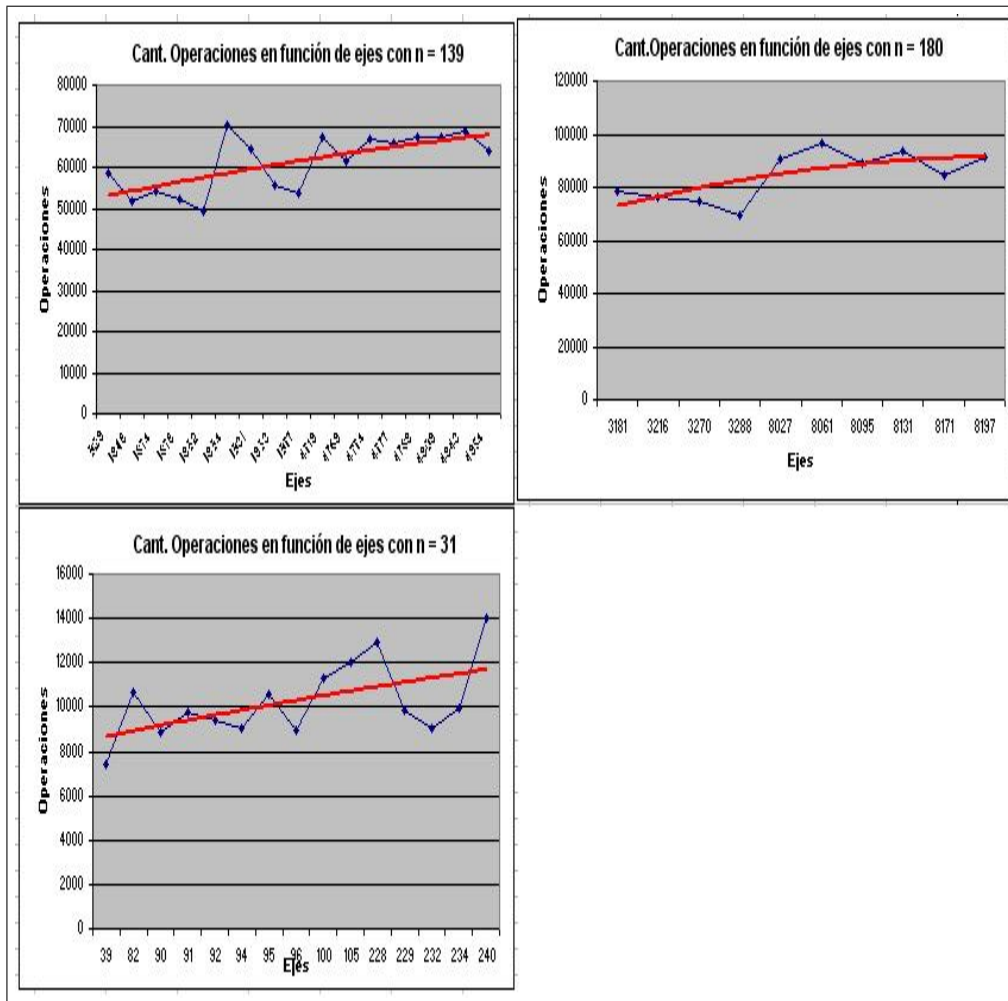 Cant. Operaciones en función de ejes con n = 139
80000
70000
60000
50000
40000
30000
20000
10000
0
Operaciones
Ejes
Cant.Operaciones en función de ejes con n = 180
120000
100000
80000
60000
40000
20000
0
Operaciones
3181 3216 3270 3288 8027 8061 8095 8131 8171 8197
Ejes
Cant. Operaciones en función de ejes con n = 31
16000
14000
12000
10000
8000
6000
4000
2000
0
Operaciones
39 82 90 91 92 94 95 96 100 105 228 229 232 234 240
Ejes